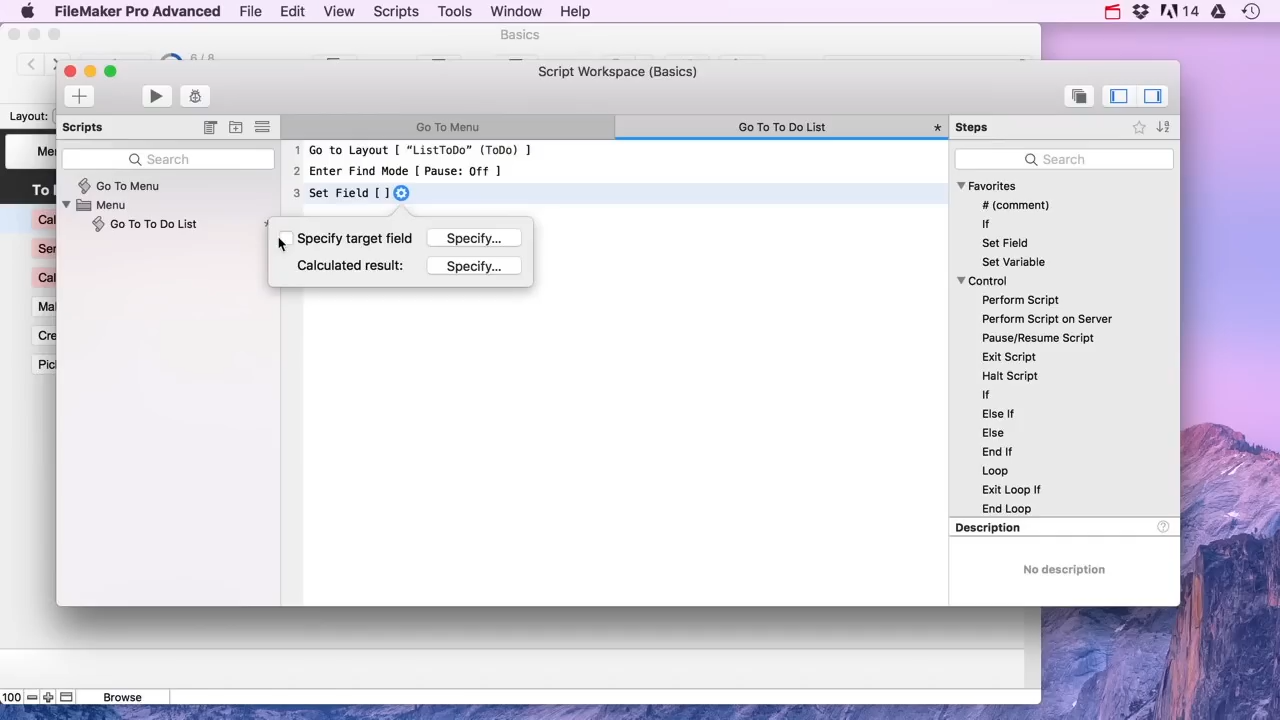 FileMaker Pro Advanced File Edit View Scripts Tools Window Help 14
Basics
Script Workspace (Basics)
Layout:
Scripts
Go To Menu
Go To To Do List *
Steps
Search
Search
Go To Menu
Menu
Go To To Do List
1 Go to Layout [ “ListToDo” (ToDo) ]
2 Enter Find Mode [ Pause: Off ]
3 Set Field [ ]
Specify target field Specify...
Calculated result: Specify...
Favorites
# (comment)
If
Set Field
Set Variable
Control
Perform Script
Perform Script on Server
Pause/Resume Script
Exit Script
Halt Script
If
Else If
Else
End If
Loop
Exit Loop If
End Loop
Description
No description
100 Browse